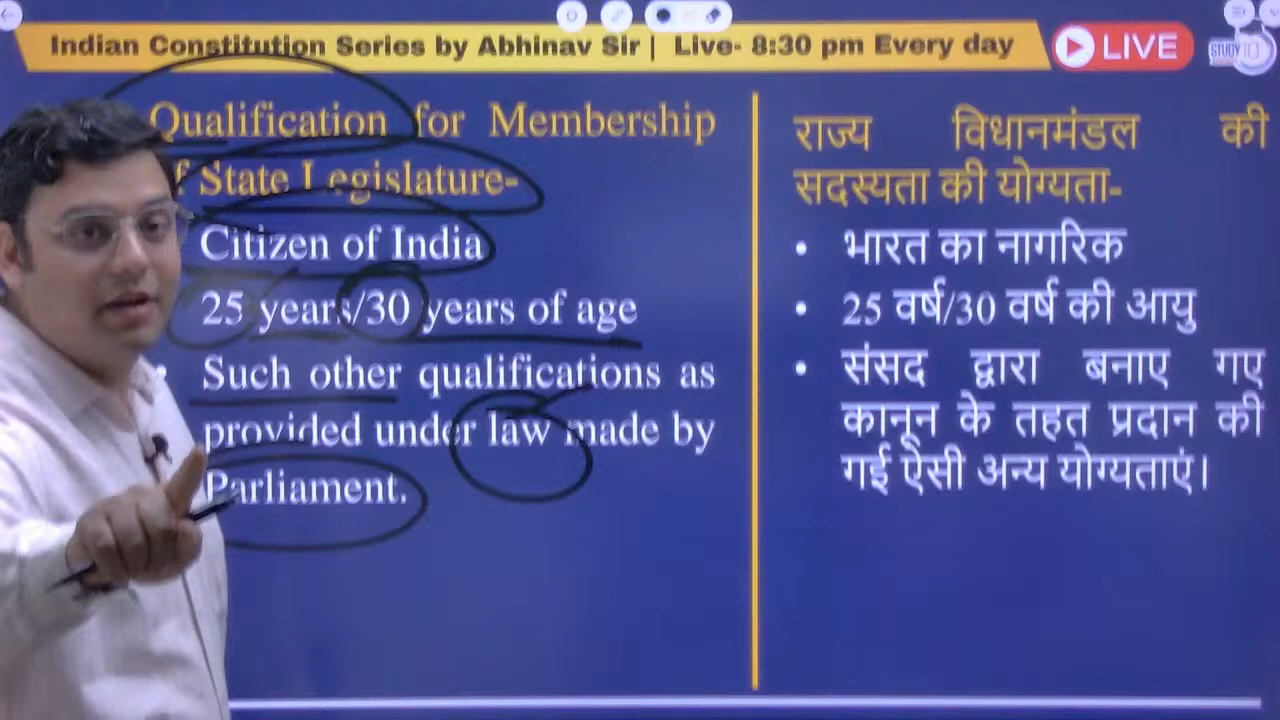 Indian Constitution Series by Abhinav Sir | Live- 8:30 pm Every day
LIVE
STUDY IQ
Qualification for Membership
State Legislature-
Citizen of India
25 years/30 years of age
Such other qualifications as
provided under law made by
Parliament.
राज्य विधानमंडल की
सदस्यता की योग्यता-
• भारत का नागरिक
• 25 वर्ष/30 वर्ष की आयु
• संसद द्वारा बनाए गए
कानून के तहत प्रदान की
गई ऐसी अन्य योग्यताएं।